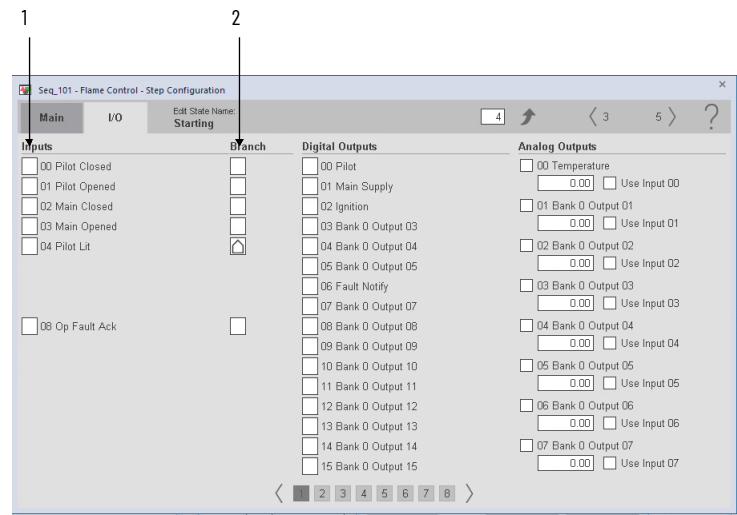 1 2
Seq_101 - Flame Control - Step Configuration ×
Main I/O Edit State Name: 4 3 5 ?
Starting
Inputs Branch Digital Outputs Analog Outputs
00 Pilot Closed 00 Pilot 00 Temperature
01 Pilot Opened 01 Main Supply 0.00 Use Input 00
02 Main Closed 02 Ignition 01 Bank 0 Output 01
03 Main Opened 03 Bank 0 Output 03 0.00 Use Input 01
04 Pilot Lit 04 Bank 0 Output 04 02 Bank 0 Output 02
05 Bank 0 Output 05 0.00 Use Input 02
06 Fault Notify 03 Bank 0 Output 03
07 Bank 0 Output 07 0.00 Use Input 03
08 Op Fault Ack 08 Bank 0 Output 08 04 Bank 0 Output 04
09 Bank 0 Output 09 0.00 Use Input 04
10 Bank 0 Output 10 05 Bank 0 Output 05
11 Bank 0 Output 11 0.00 Use Input 05
12 Bank 0 Output 12 06 Bank 0 Output 06
13 Bank 0 Output 13 0.00 Use Input 06
14 Bank 0 Output 14 07 Bank 0 Output 07
15 Bank 0 Output 15 0.00 Use Input 07
1 2 3 4 5 6 7 8